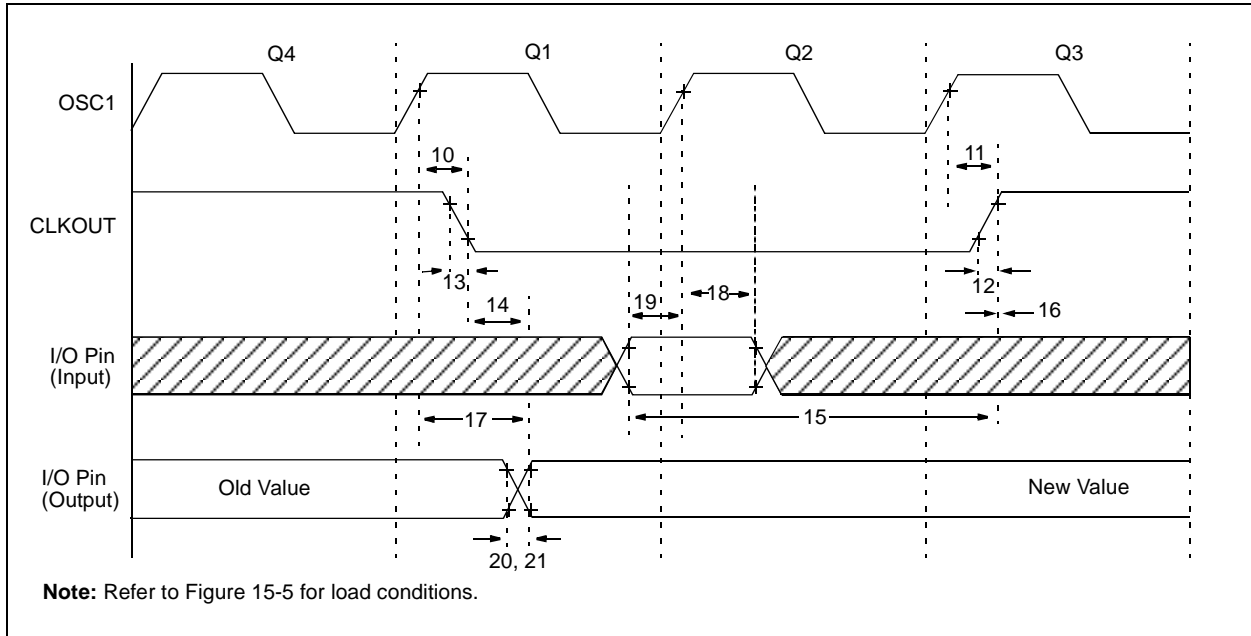 Q4 Q1 Q2 Q3
OSC1
10 11
CLKOUT
13 12
19 18 16
14
I/O Pin
(Input)
17 15
I/O Pin
(Output)
Old Value New Value
20, 21
Note: Refer to Figure 15-5 for load conditions.